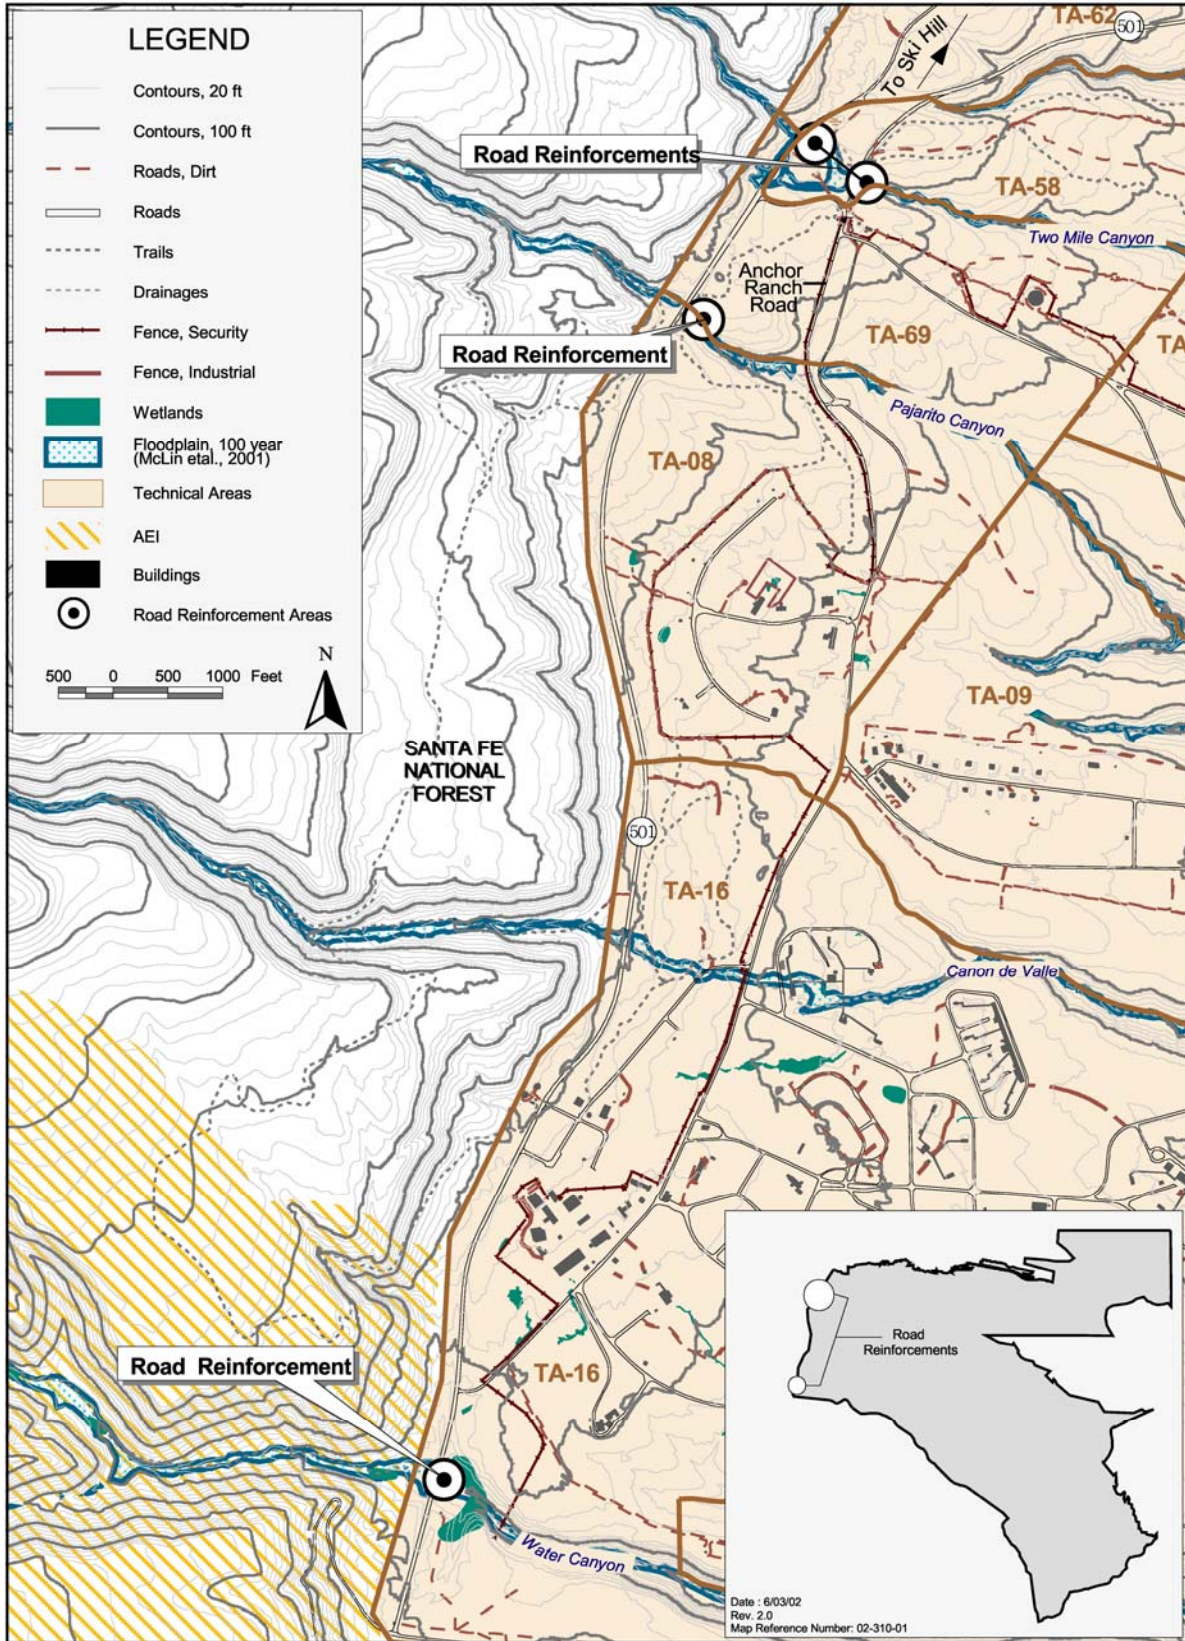 LEGEND
Contours, 20 ft
Contours, 100 ft
Roads, Dirt
Roads
Trails
Drainages
Fence, Security
Fence, Industrial
Wetlands
Floodplain, 100 year
(McLin etal., 2001)
Technical Areas
AEI
Buildings
Road Reinforcement Areas
500 0 500 1000 Feet
N
TA-62
501
To Ski Hill
Road Reinforcements
TA-58
Two Mile Canyon
Anchor
Ranch
Road
TA-69
TA
Road Reinforcement
Pajarito Canyon
TA-08
TA-09
SANTA FE
NATIONAL
FOREST
501
TA-16
Canon de Valle
Road Reinforcement
TA-16
Water Canyon
Road
Reinforcements
Date : 6/03/02
Rev. 2.0
Map Reference Number: 02-310-01